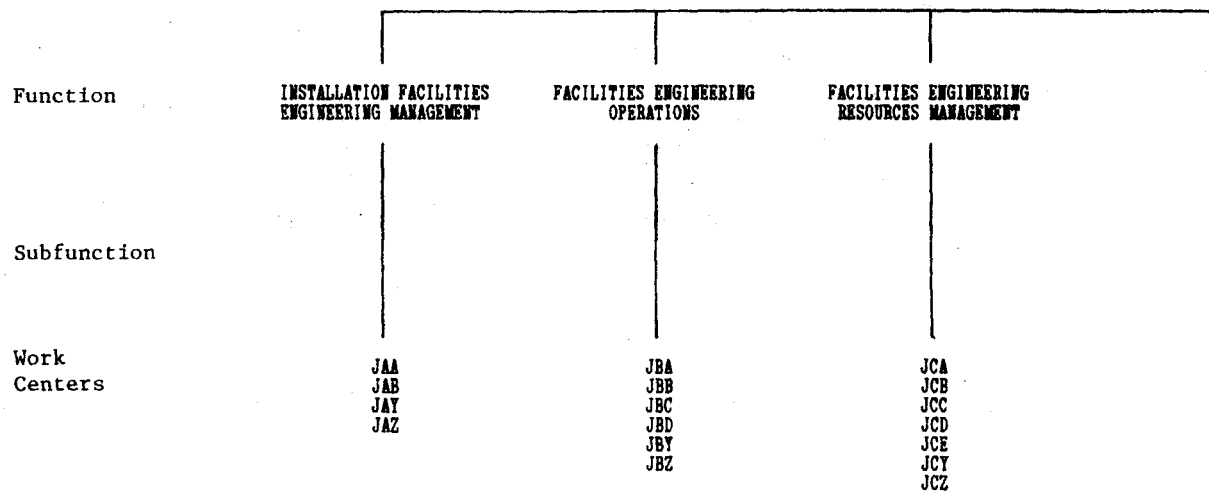 Function
INSTALLATION FACILITIES
ENGINEERING MANAGEMENT
FACILITIES ENGINEERING
OPERATIONS
FACILITIES ENGINEERING
RESOURCES MANAGEMENT
Subfunction
Work
Centers
JAA
JAB
JAY
JAZ
JBA
JBB
JBC
JBD
JBY
JBZ
JCA
JCB
JCC
JCD
JCE
JCY
JCZ